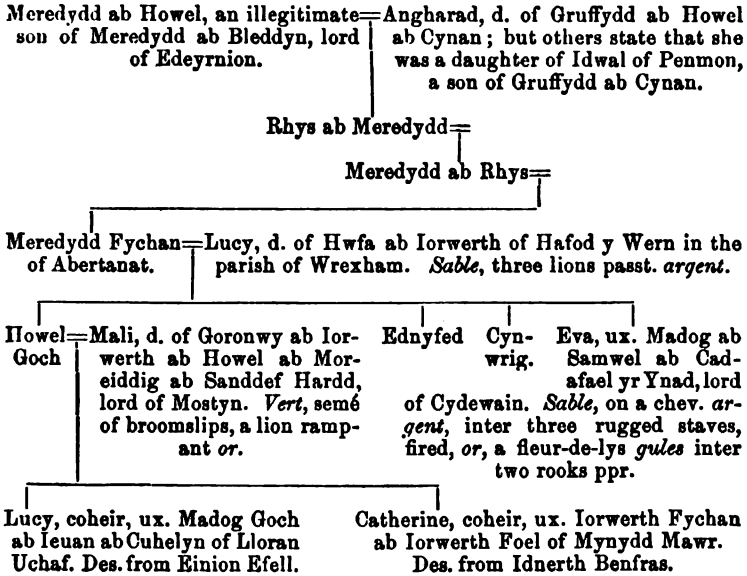 Meredydd ab Howel, an illegitimate=
son of Meredydd ab Bleddyn, lord
of Edeyrnion.
Angharad, d. of Gruffydd ab Howel
ab Cynan; but others state that she
was a daughter of Idwal of Penmon,
a son of Gruffydd ab Cynan.
Rhys ab Meredydd=
Meredydd ab Rhys=
Meredydd Fychan=
of Abertanat.
Lucy, d. of Hwfa ab Iorwerth of Hafod y Wern in the
parish of Wrexham. Sable, three lions passt. argent.
Howel=
Goch
Mali, d. of Goronwy ab Ior-
werth ab Howel ab Mor-
eiddig ab Sanddef Hardd,
lord of Mostyn. Vert, semé
of broomslips, a lion ramp-
ant or.
Ednyfed
Cyn-
wrig.
Eva, ux. Madog ab
Samwel ab Cad-
afael yr Ynad, lord
of Cydewain. Sable, on a chev. ar-
gent, inter three rugged staves,
fired, or, a fleur-de-lys gules inter
two rooks ppr.
Lucy, coheir, ux. Madog Goch
ab Ieuan ab Cuhelyn of Lloran
Uchaf. Des. from Einion Efell.
Catherine, coheir, ux. Iorwerth Fychan
ab Iorwerth Foel of Mynydd Mawr.
Des. from Idnerth Benfras.